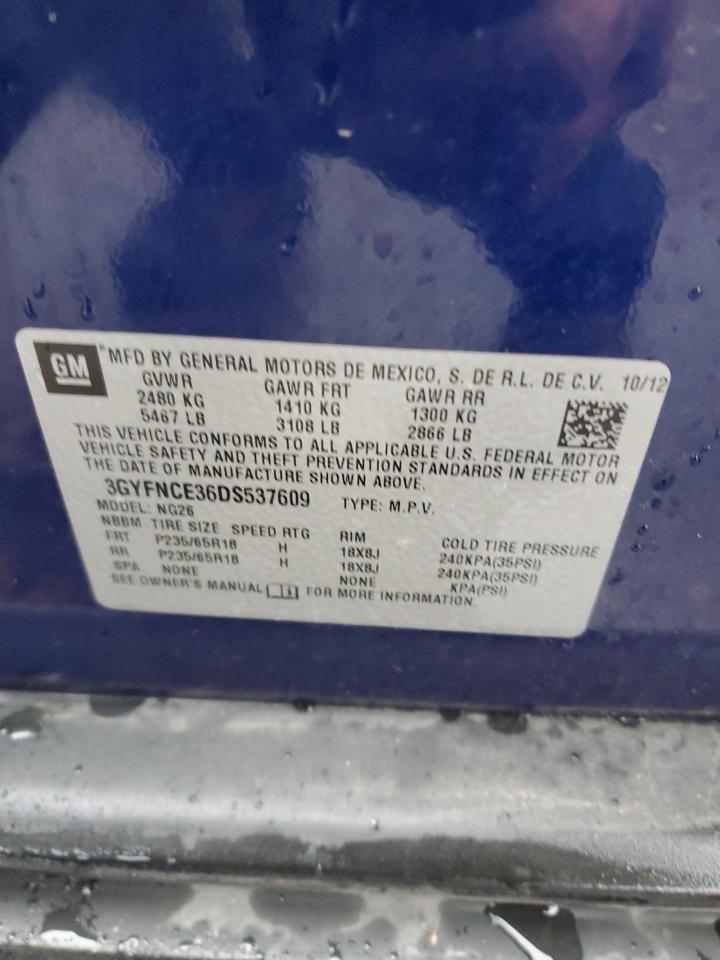 GM ® MFD BY GENERAL MOTORS DE MEXICO, S. DE R.L. DE C.V. 10/12
GVWR GAWR FRT GAWR RR
2480 KG 1410 KG 1300 KG
5467 LB 3108 LB 2866 LB
THIS VEHICLE CONFORMS TO ALL APPLICABLE U.S. FEDERAL MOTOR
VEHICLE SAFETY AND THEFT PREVENTION STANDARDS IN EFFECT ON
THE DATE OF MANUFACTURE SHOWN ABOVE.
3GYFNCE36DS537609 TYPE: M.P.V.
MODEL: NG26
NBBM TIRE SIZE SPEED RTG RIM COLD TIRE PRESSURE
FRT P235/65R18 H 18X8J 240KPA(35PSI)
RR P235/65R18 H 18X8J 240KPA(35PSI)
SPA NONE NONE KPA(PSI)
SEE OWNER'S MANUAL FOR MORE INFORMATION.